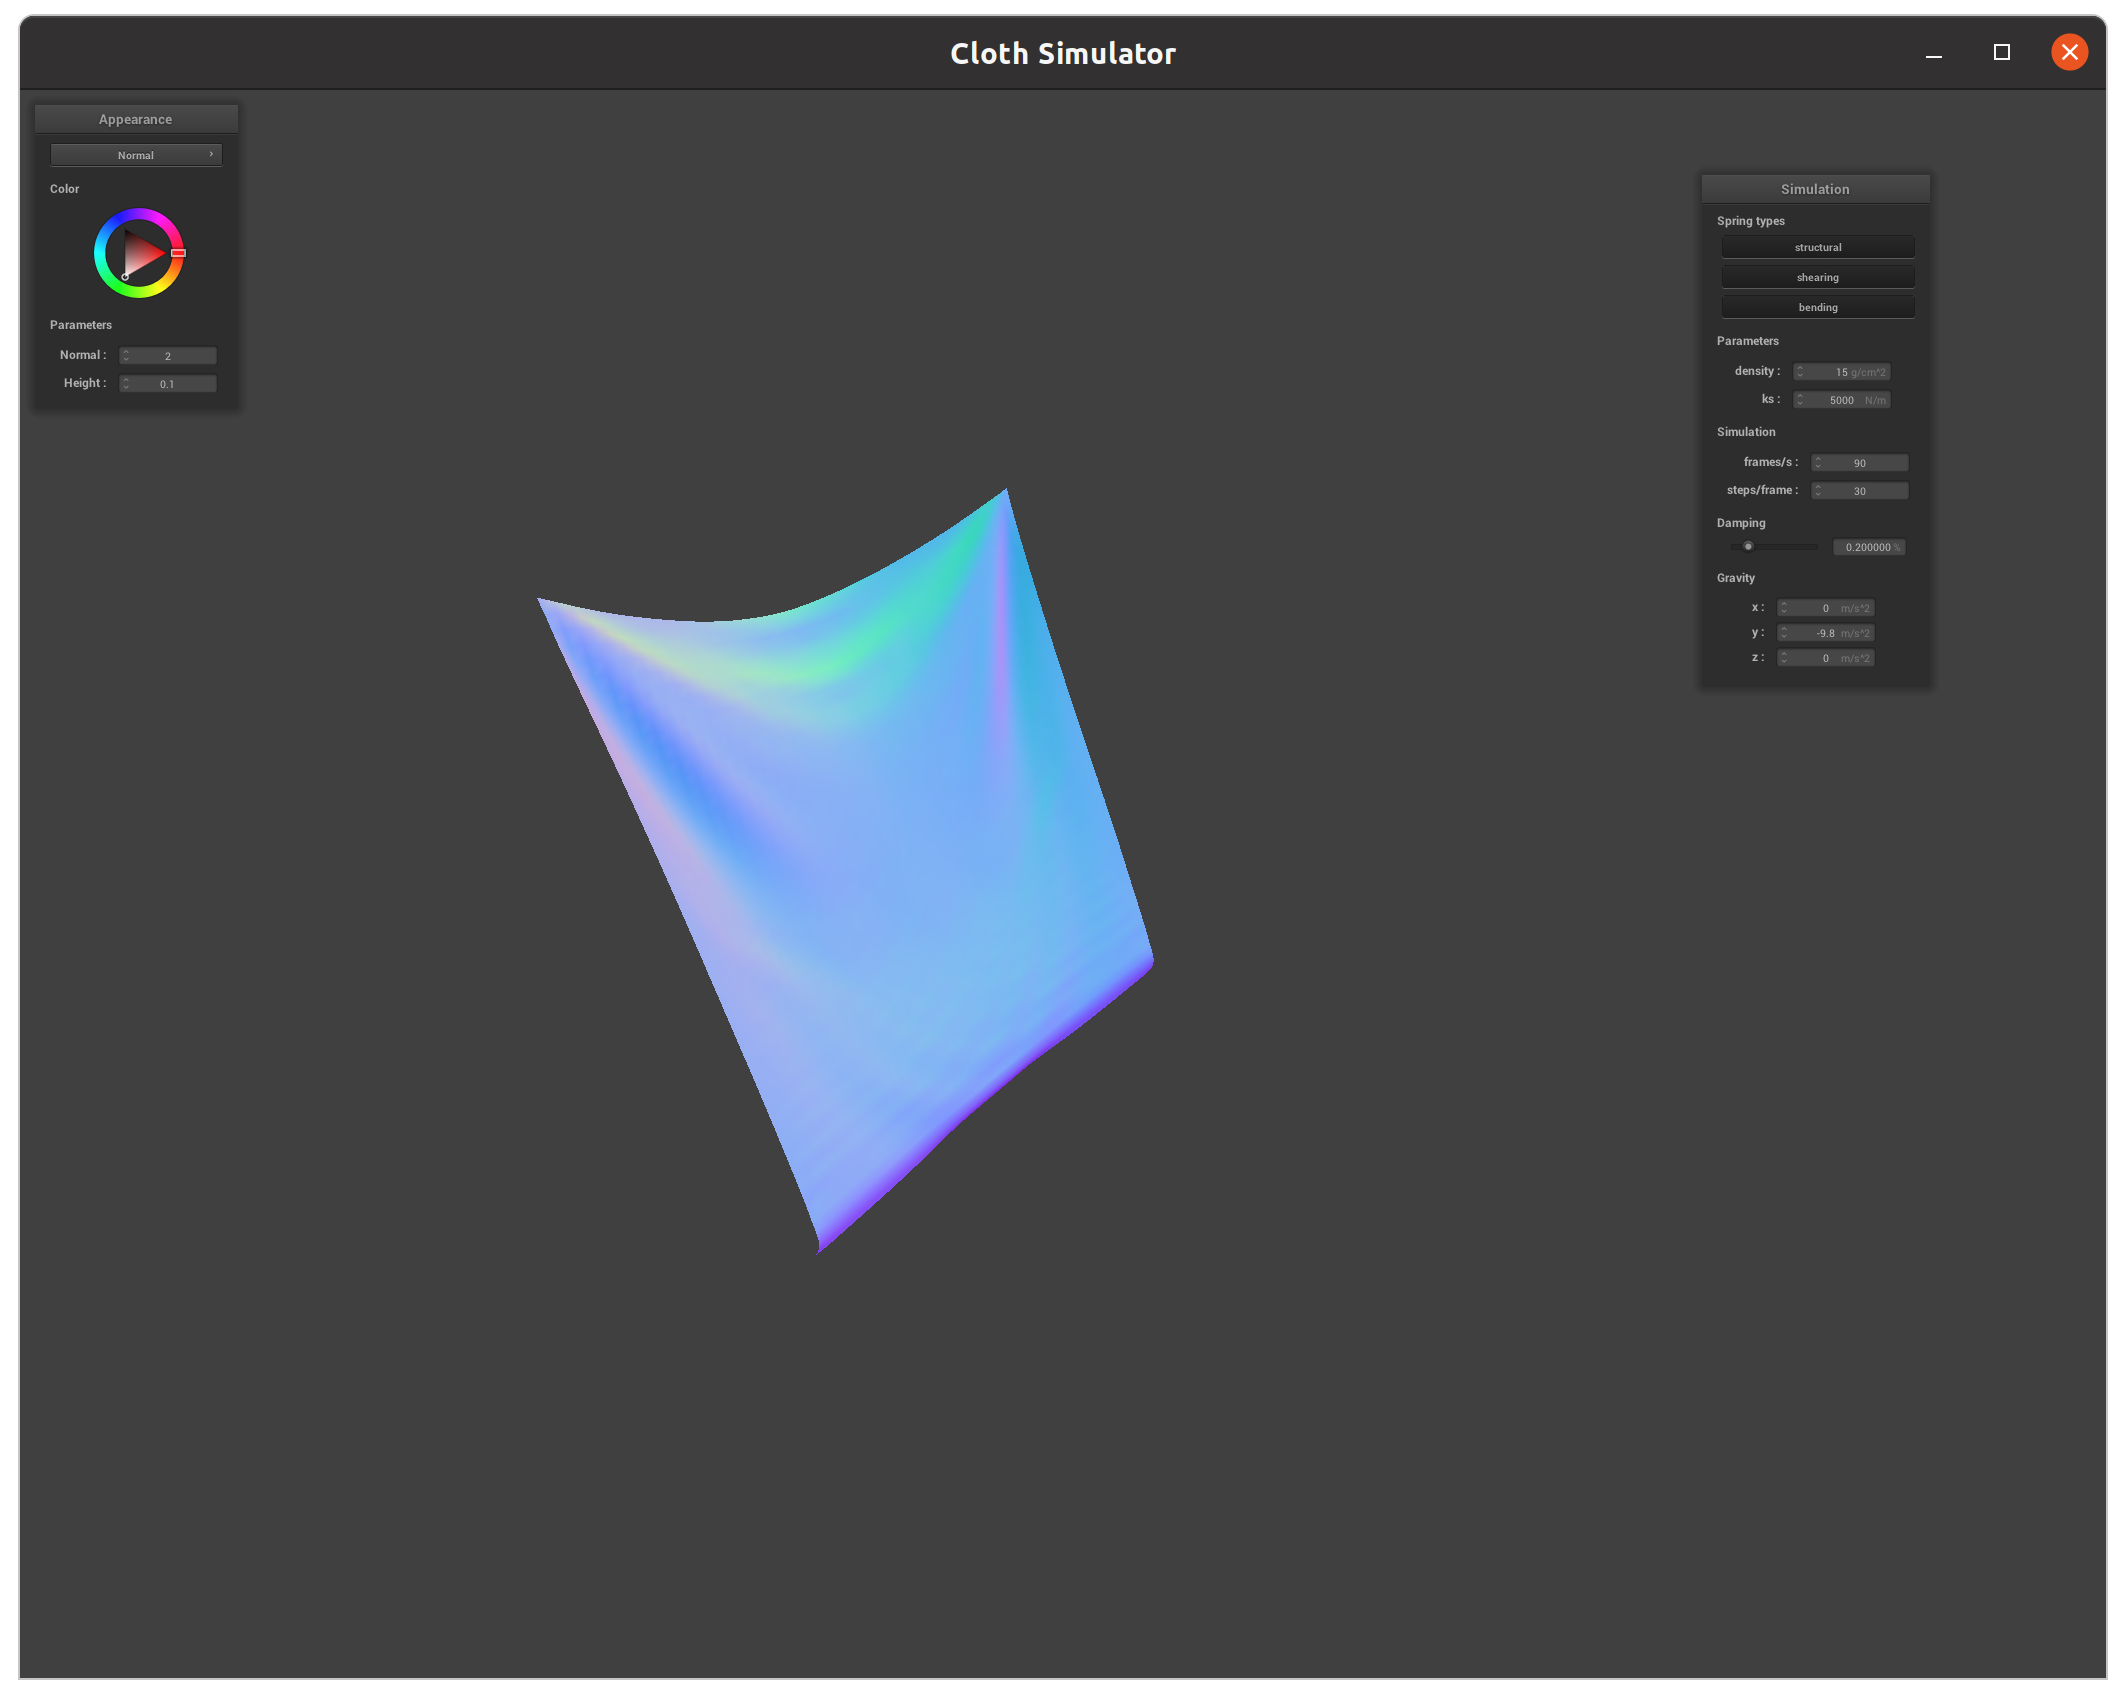 Cloth Simulator
Appearance
Normal
Color
Parameters
Normal : 2
Height : 0.1
Simulation
Spring types
structural
shearing
bending
Parameters
density : 15 g/cm^2
ks : 5000 N/m
Simulation
frames/s : 90
steps/frame : 30
Damping
0.200000 %
Gravity
x : 0 m/s^2
y : -9.8 m/s^2
z : 0 m/s^2